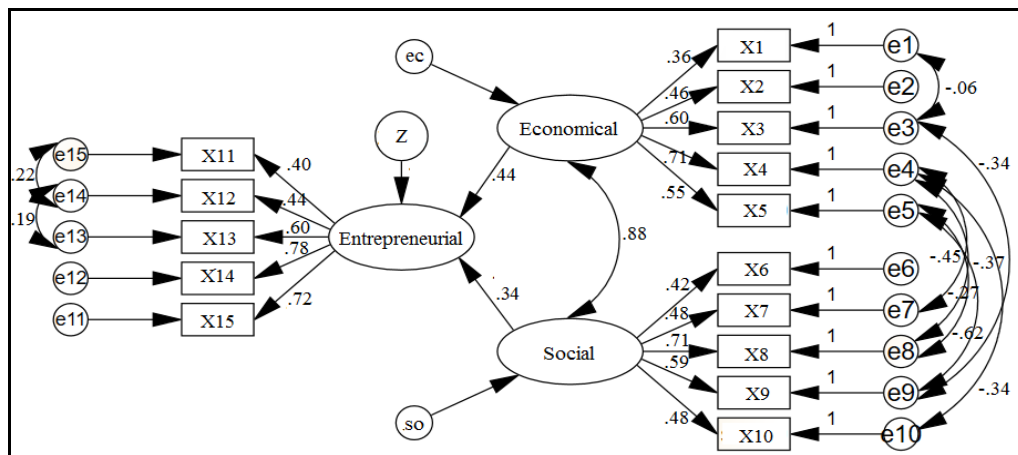 ec
Z
Economical
.36
.46
.60
.71
.55
X1
X2
X3
X4
X5
1
1
1
1
1
e1
e2
e3
e4
e5
-.06
-.34
e15
e14
e13
e12
e11
.22
.19
X11
X12
X13
X14
X15
.40
.44
.60
.78
.72
Entrepreneurial
.44
.34
.88
Social
.so
.42
.48
.71
.59
.48
X6
X7
X8
X9
X10
1
1
1
1
1
e6
e7
e8
e9
e10
-.45
-.37
-.27
-.62
-.34